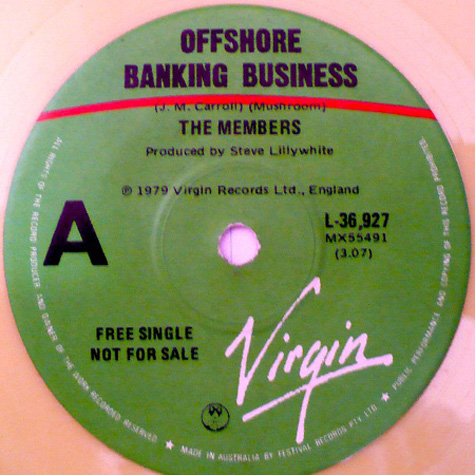 OFFSHORE
BANKING BUSINESS
(J. M. Carroll) (Mushroom)
THE MEMBERS
Produced by Steve Lillywhite
℗ 1979 Virgin Records Ltd., England
A
L-36,927
MX55491
(3.07)
FREE SINGLE
NOT FOR SALE
Virgin
ALL RIGHTS OF THE RECORD PRODUCER AND OWNER OF THE WORK RECORDED RESERVED. ★ MADE IN AUSTRALIA BY FESTIVAL RECORDS PTY LTD ★ PUBLIC PERFORMANCE AND COPYING OF THIS RECORD PROHIBITED.